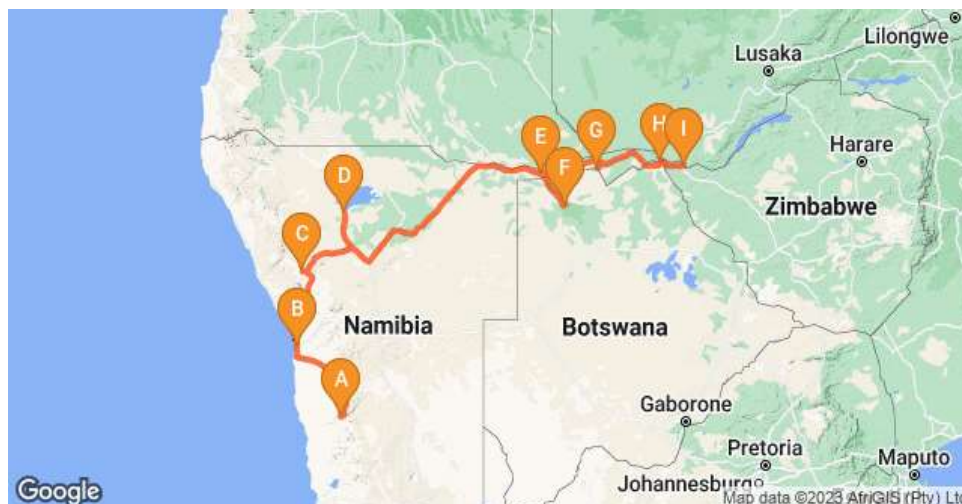 Lilongwe
Lusaka
E
G
H
I
F
Harare
D
Zimbabwe
C
B
Namibia
Botswana
A
Gaborone
Pretoria
Maputo
Johannesburg
Google
Map data ©2023 AfriGIS (Pty) Ltd